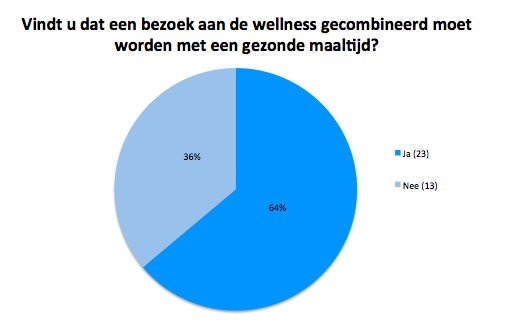 Vindt u dat een bezoek aan de wellness gecombineerd moet
worden met een gezonde maaltijd?
36%
64%
Ja (23)
Nee (13)